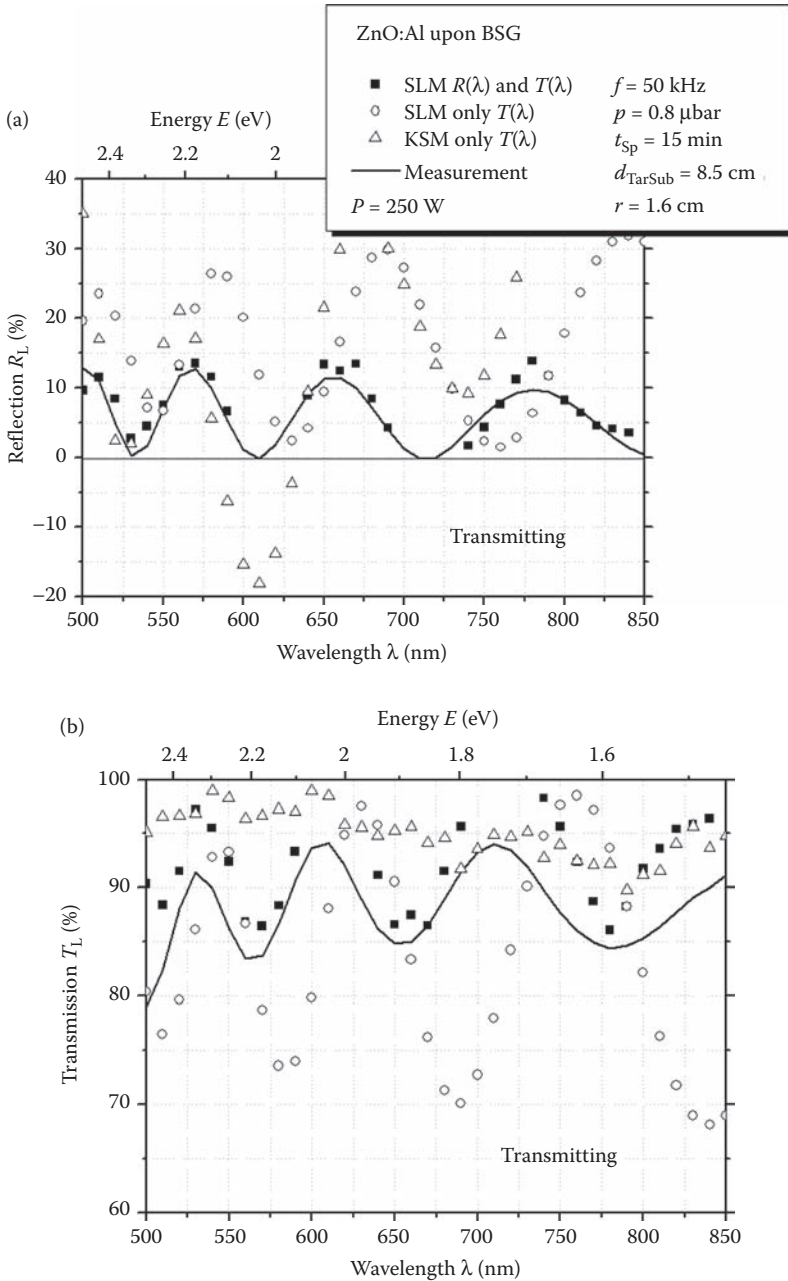 ZnO:Al upon BSG
SLM R(λ) and T(λ) f = 50 kHz
SLM only T(λ) p = 0.8 μbar
KSM only T(λ) tSp = 15 min
Measurement dTarSub = 8.5 cm
P = 250 W r = 1.6 cm
(a)
Energy E (eV)
2.4 2.2 2
40
30
20
10
0
−10
−20
Reflection RL (%)
Transmitting
500 550 600 650 700 750 800 850
Wavelength λ (nm)
(b)
Energy E (eV)
2.4 2.2 2 1.8 1.6
100
90
80
70
60
Transmission TL (%)
Transmitting
500 550 600 650 700 750 800 850
Wavelength λ (nm)